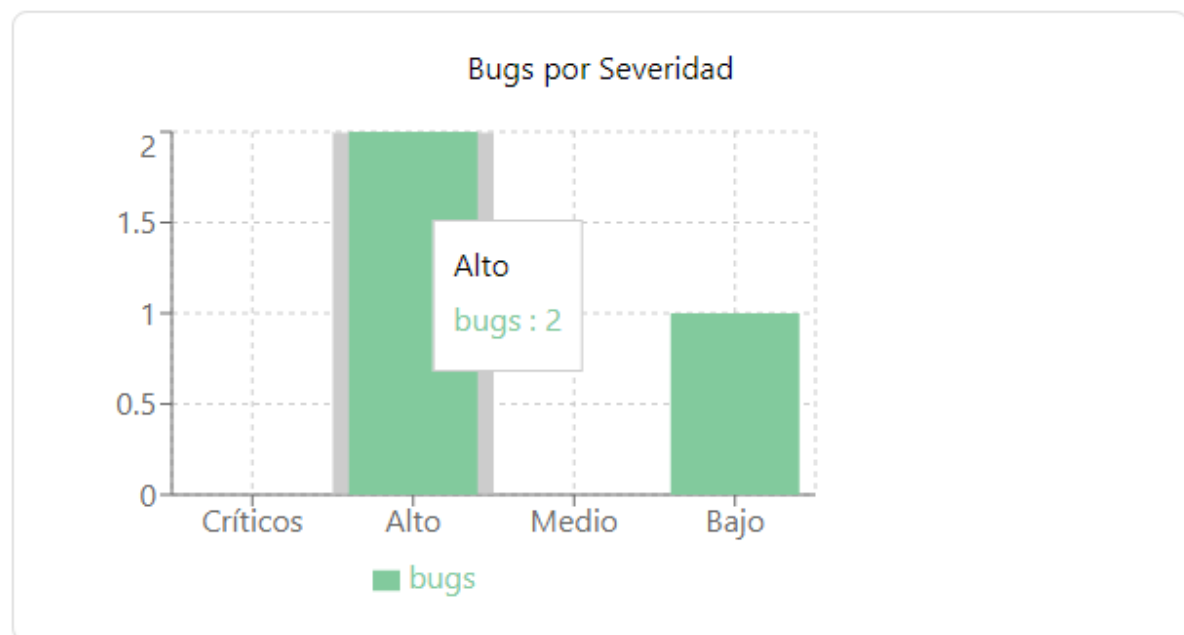 Bugs por Severidad
2
1.5
1
0.5
0
Alto
bugs : 2
Críticos Alto Medio Bajo
bugs